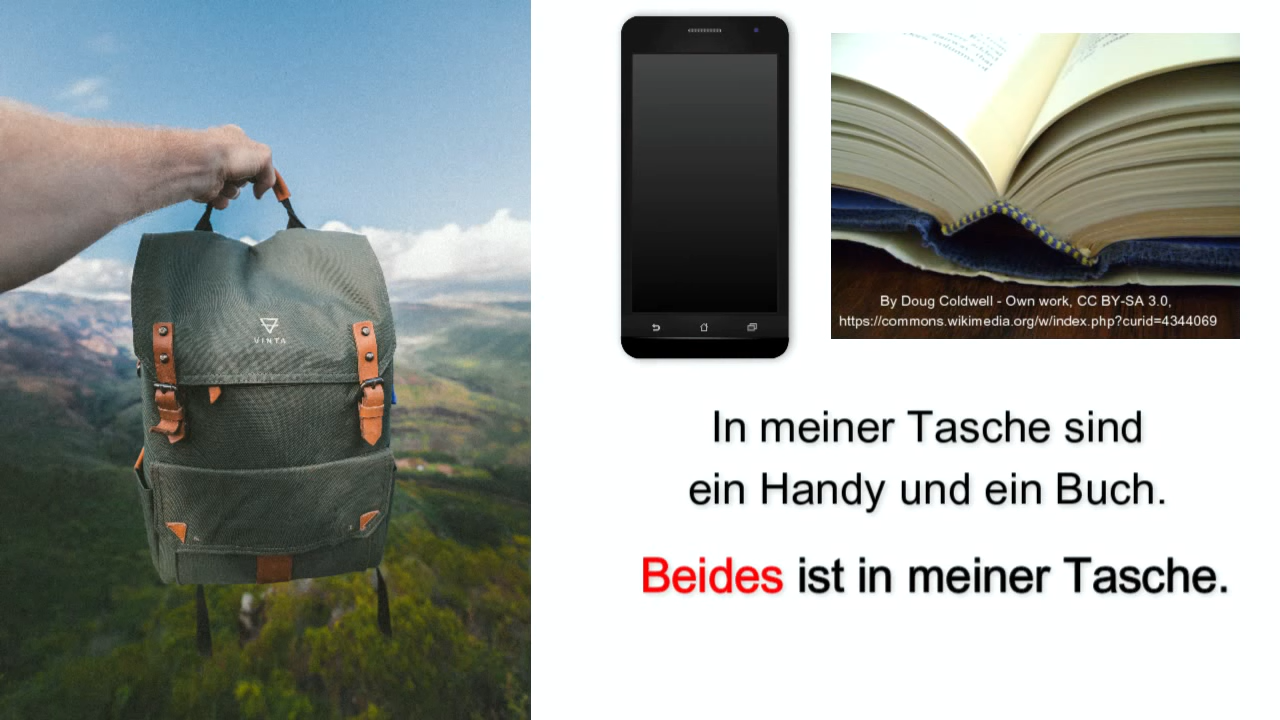 VINTA
By Doug Coldwell - Own work, CC BY-SA 3.0,
https://commons.wikimedia.org/w/index.php?curid=4344069
In meiner Tasche sind
ein Handy und ein Buch.
Beides ist in meiner Tasche.